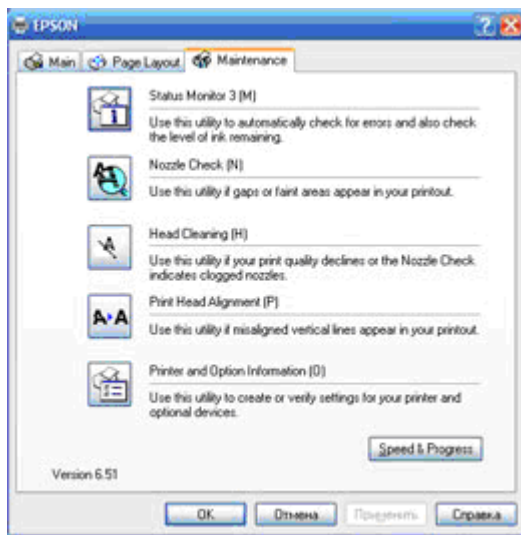 EPSON
Main Page Layout Maintenance
Status Monitor 3 (M)
Use this utility to automatically check for errors and also check
the level of ink remaining.
Nozzle Check (N)
Use this utility if gaps or faint areas appear in your printout.
Head Cleaning (H)
Use this utility if your print quality declines or the Nozzle Check
indicates clogged nozzles.
Print Head Alignment (P)
Use this utility if misaligned vertical lines appear in your printout.
Printer and Option Information (O)
Use this utility to create or verify settings for your printer and
optional devices.
Speed & Progress
Version 6.51
OK Отмена Применить Справка